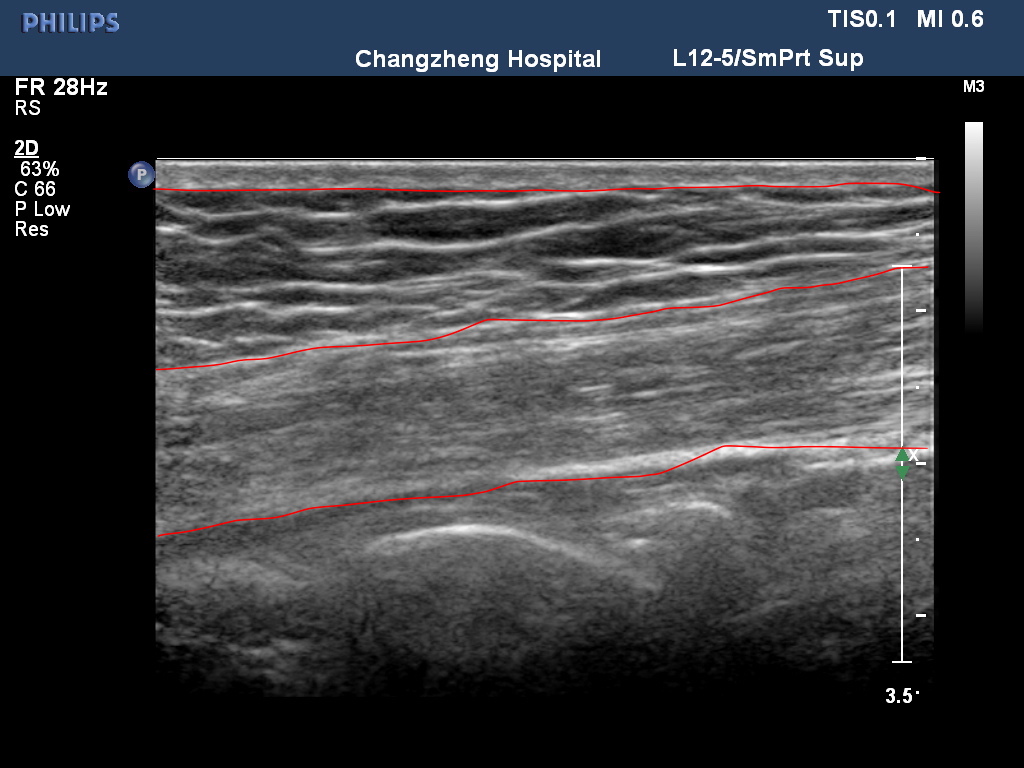 PHILIPS
TIS0.1 MI 0.6
Changzheng Hospital L12-5/SmPrt Sup
FR 28Hz
RS
M3
2D
63%
C 66
P Low
Res
P
X
3.5